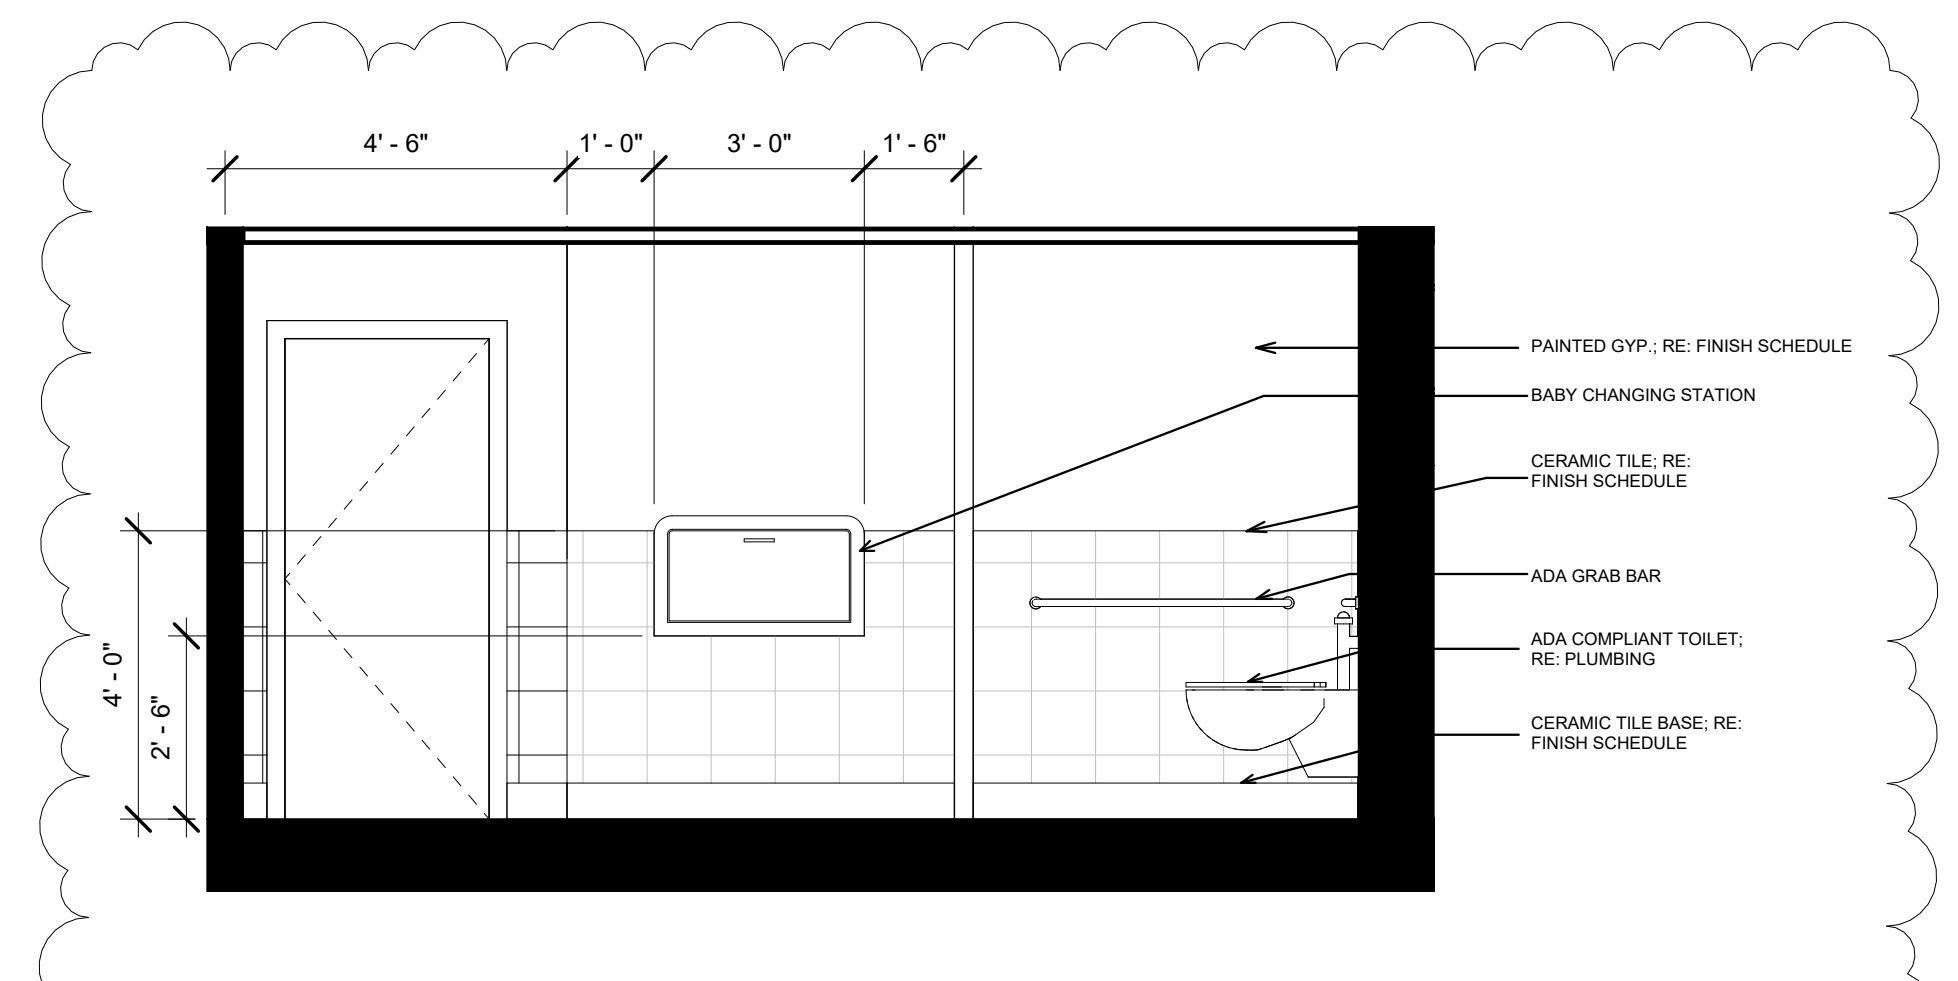 4' - 6"
1' - 0"
3' - 0"
1' - 6"
PAINTED GYP.; RE: FINISH SCHEDULE
BABY CHANGING STATION
CERAMIC TILE; RE:
FINISH SCHEDULE
ADA GRAB BAR
ADA COMPLIANT TOILET;
RE: PLUMBING
CERAMIC TILE BASE; RE:
FINISH SCHEDULE
4' - 0"
2' - 6"